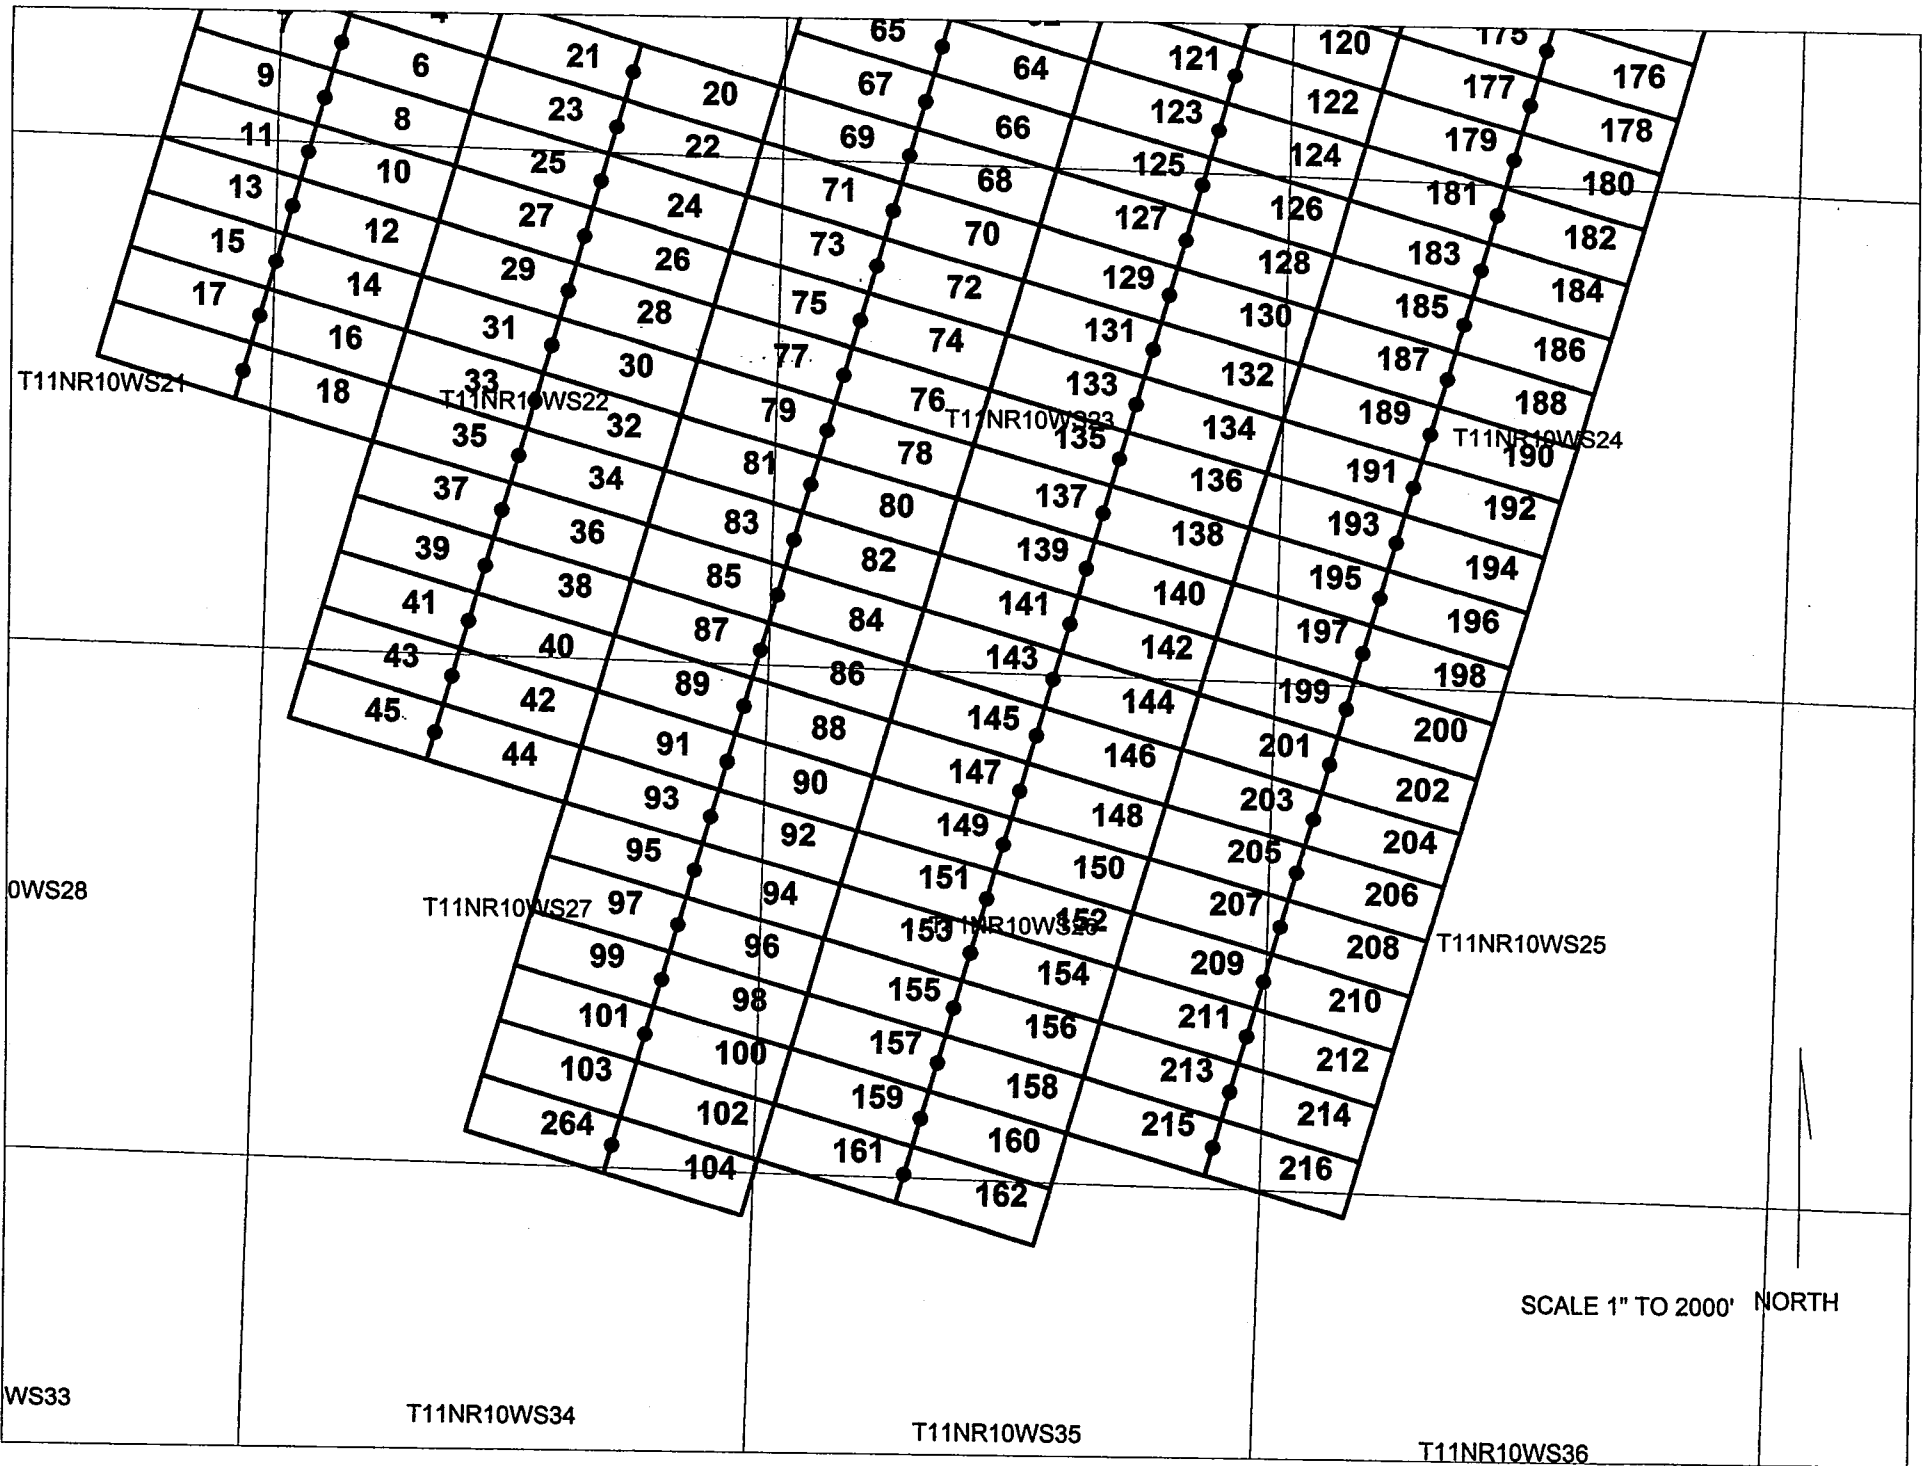 7 4 65 120 175
6 21 64 121 176
9 20 67 122 177
8 23 66 123 178
11 22 69 124 179
10 25 68 125 180
13 24 71 126 181
12 27 70 127 182
15 26 73 128 183
14 29 72 129 184
17 28 75 130 185
16 31 74 131 186
30 77 132 187
18 33 76 133 188
T11NR10WS21 T11NR10WS22 T11NR10WS23 T11NR10WS24
32 79 134 189 190
35 78 135 191
34 81 136 192
37 80 137 193
36 83 138 194
39 82 139 195
38 85 140 196
41 84 141 197
40 87 142 198
43 86 143 199
42 89 144 200
45 88 145 201
44 91 146 202
90 147 203
93 148 204
92 149 205
95 150 206
94 151 207
0WS28 T11NR10WS27 T11NR10WS26 T11NR10WS25
97 152 153 208
96 154 209
99 155 210
98 156 211
101 157 212
100 158 213
103 159 214
102 160 215
264 161 216
104 162
SCALE 1" TO 2000' NORTH
WS33 T11NR10WS34 T11NR10WS35 T11NR10WS36